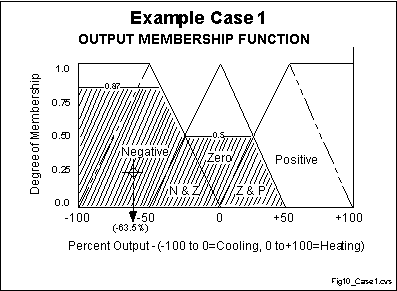 Example Case 1
OUTPUT MEMBERSHIP FUNCTION
Degree of Membership
1.0
0.87
0.75
0.50
0.5
Negative
Zero
Positive
0.25
N & Z
Z & P
0.0
-100
-50
0
+50
+100
(-63.5%)
Percent Output - (-100 to 0=Cooling, 0 to+100=Heating)
Fig10_Case1.cvs